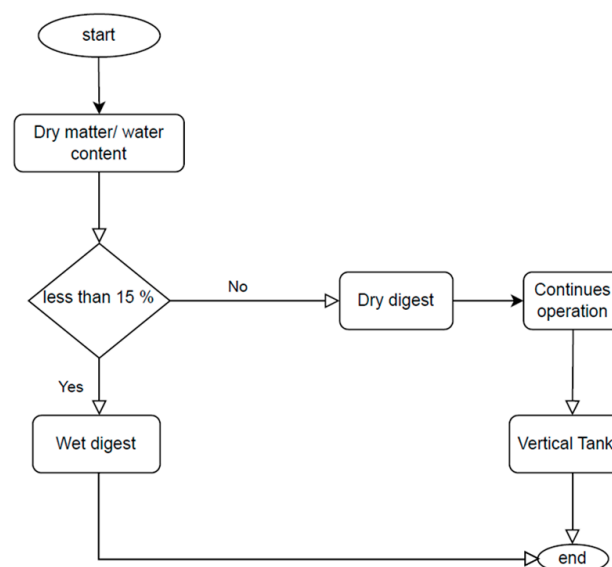 start
Dry matter/ water
content
less than 15 %
No
Dry digest
Continues
operation
Yes
Wet digest
Vertical Tank
end